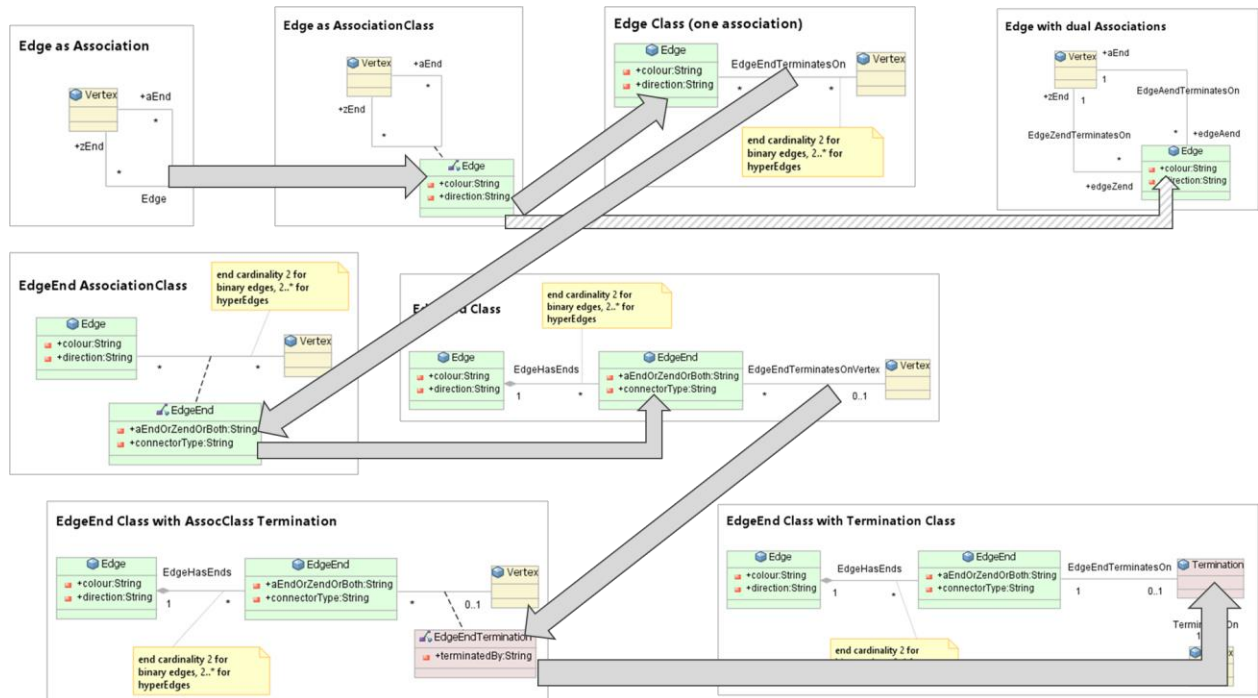 Edge as Association
Vertex
+aEnd
*
+zEnd
*
Edge
Edge as AssociationClass
Vertex
+aEnd
*
+zEnd
*
Edge
+colour:String
+direction:String
Edge Class (one association)
Edge
+colour:String
+direction:String
EdgeEndTerminatesOn
*
*
Vertex
end cardinality 2 for
binary edges, 2..* for
hyperEdges
Edge with dual Associations
+aEnd
Vertex
1
+zEnd
1
EdgeAendTerminatesOn
EdgeZendTerminatesOn
*
+edgeAend
*
+edgeZend
Edge
+colour:String
+direction:String
EdgeEnd AssociationClass
end cardinality 2 for
binary edges, 2..* for
hyperEdges
Edge
+colour:String
+direction:String
*
*
Vertex
EdgeEnd
+aEndOrZendOrBoth:String
+connectorType:String
Class
end cardinality 2 for
binary edges, 2..* for
hyperEdges
Edge
+colour:String
+direction:String
EdgeHasEnds
1
*
EdgeEnd
+aEndOrZendOrBoth:String
+connectorType:String
EdgeEndTerminatesOnVertex
*
0..1
Vertex
EdgeEnd Class with AssocClass Termination
Edge
+colour:String
+direction:String
EdgeHasEnds
1
*
EdgeEnd
+aEndOrZendOrBoth:String
+connectorType:String
*
0..1
Vertex
EdgeEndTermination
+terminatedBy:String
end cardinality 2 for
binary edges, 2..* for
hyperEdges
EdgeEnd Class with Termination Class
Edge
+colour:String
+direction:String
EdgeHasEnds
1
*
EdgeEnd
+aEndOrZendOrBoth:String
+connectorType:String
EdgeEndTerminatesOn
1
0..1
Termination
1
end cardinality 2 for